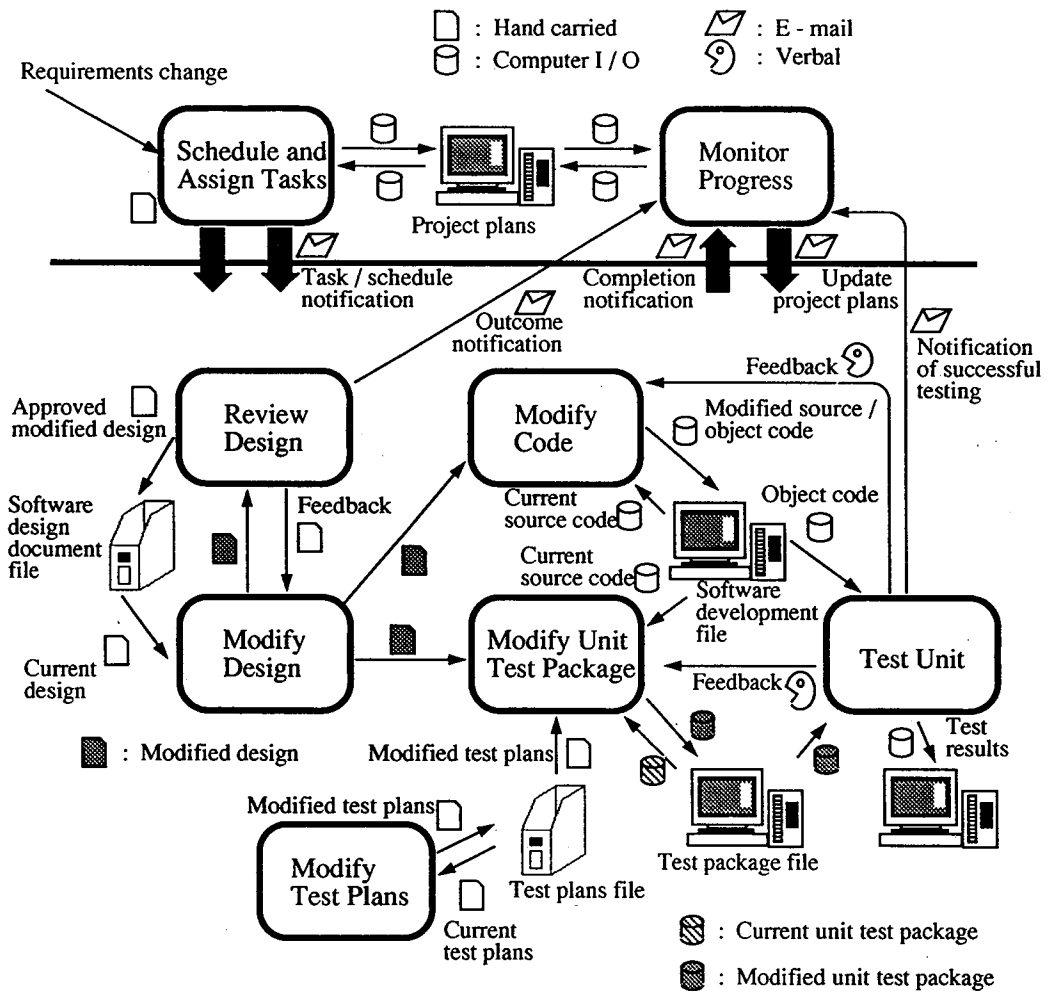 : Hand carried
: E - mail
: Computer I / O
: Verbal
Requirements change
Schedule and
Assign Tasks
Monitor
Progress
Project plans
Task / schedule
notification
Completion
notification
Update
project plans
Outcome
notification
Notification
of successful
testing
Feedback
Approved
modified design
Review
Design
Modify
Code
Modified source /
object code
Software
design
document
file
Feedback
Current
source code
Object code
Current
source code
Software
development
file
Modify
Design
Modify Unit
Test Package
Test Unit
Current
design
Feedback
: Modified design
Modified test plans
Test
results
Modified test plans
Modify
Test Plans
Test plans file
Test package file
Current
test plans
: Current unit test package
: Modified unit test package